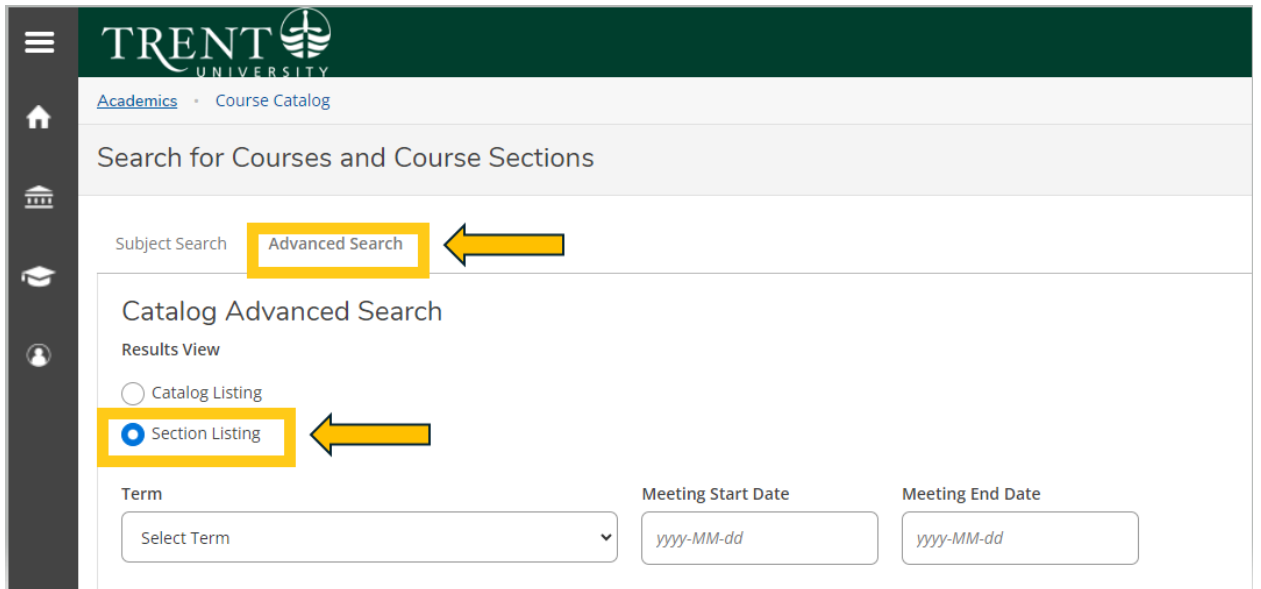 TRENT
UNIVERSITY
Academics • Course Catalog
Search for Courses and Course Sections
Subject Search Advanced Search
Catalog Advanced Search
Results View
Catalog Listing
Section Listing
Term Meeting Start Date Meeting End Date
Select Term yyyy-MM-dd yyyy-MM-dd